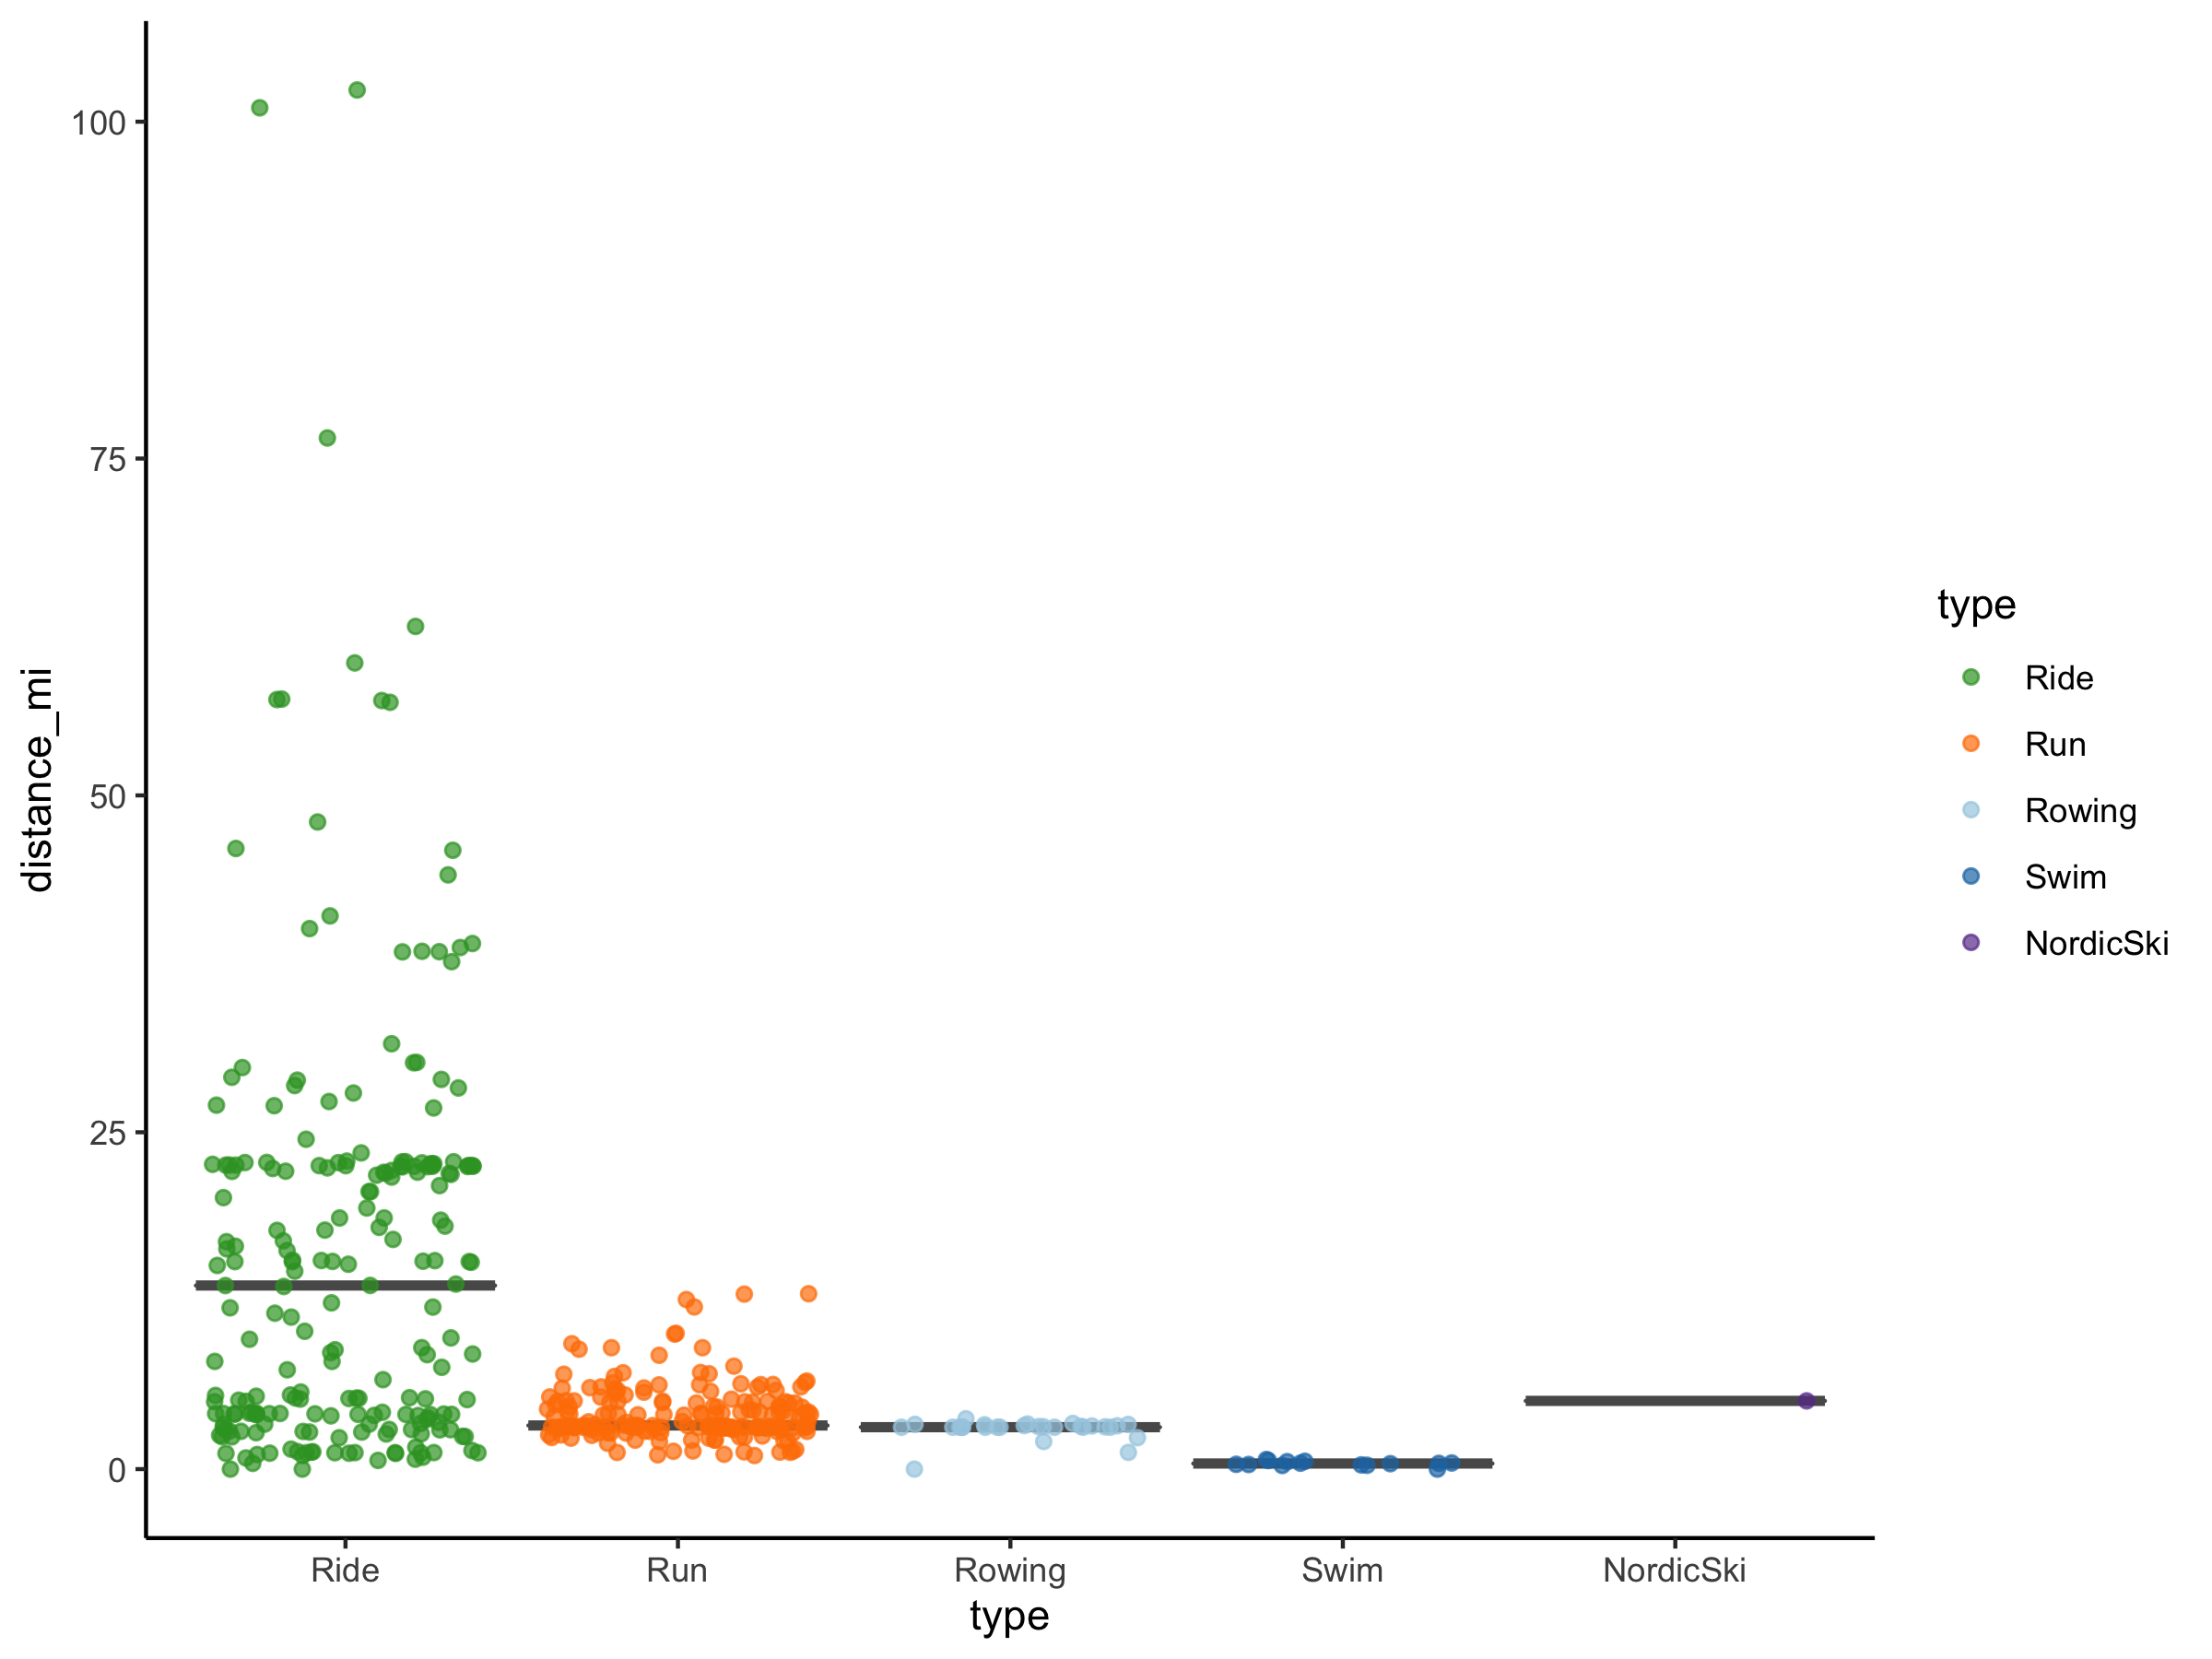 distance_mi
100
75
50
25
0
Ride
Run
Rowing
Swim
NordicSki
type
type
Ride
Run
Rowing
Swim
NordicSki